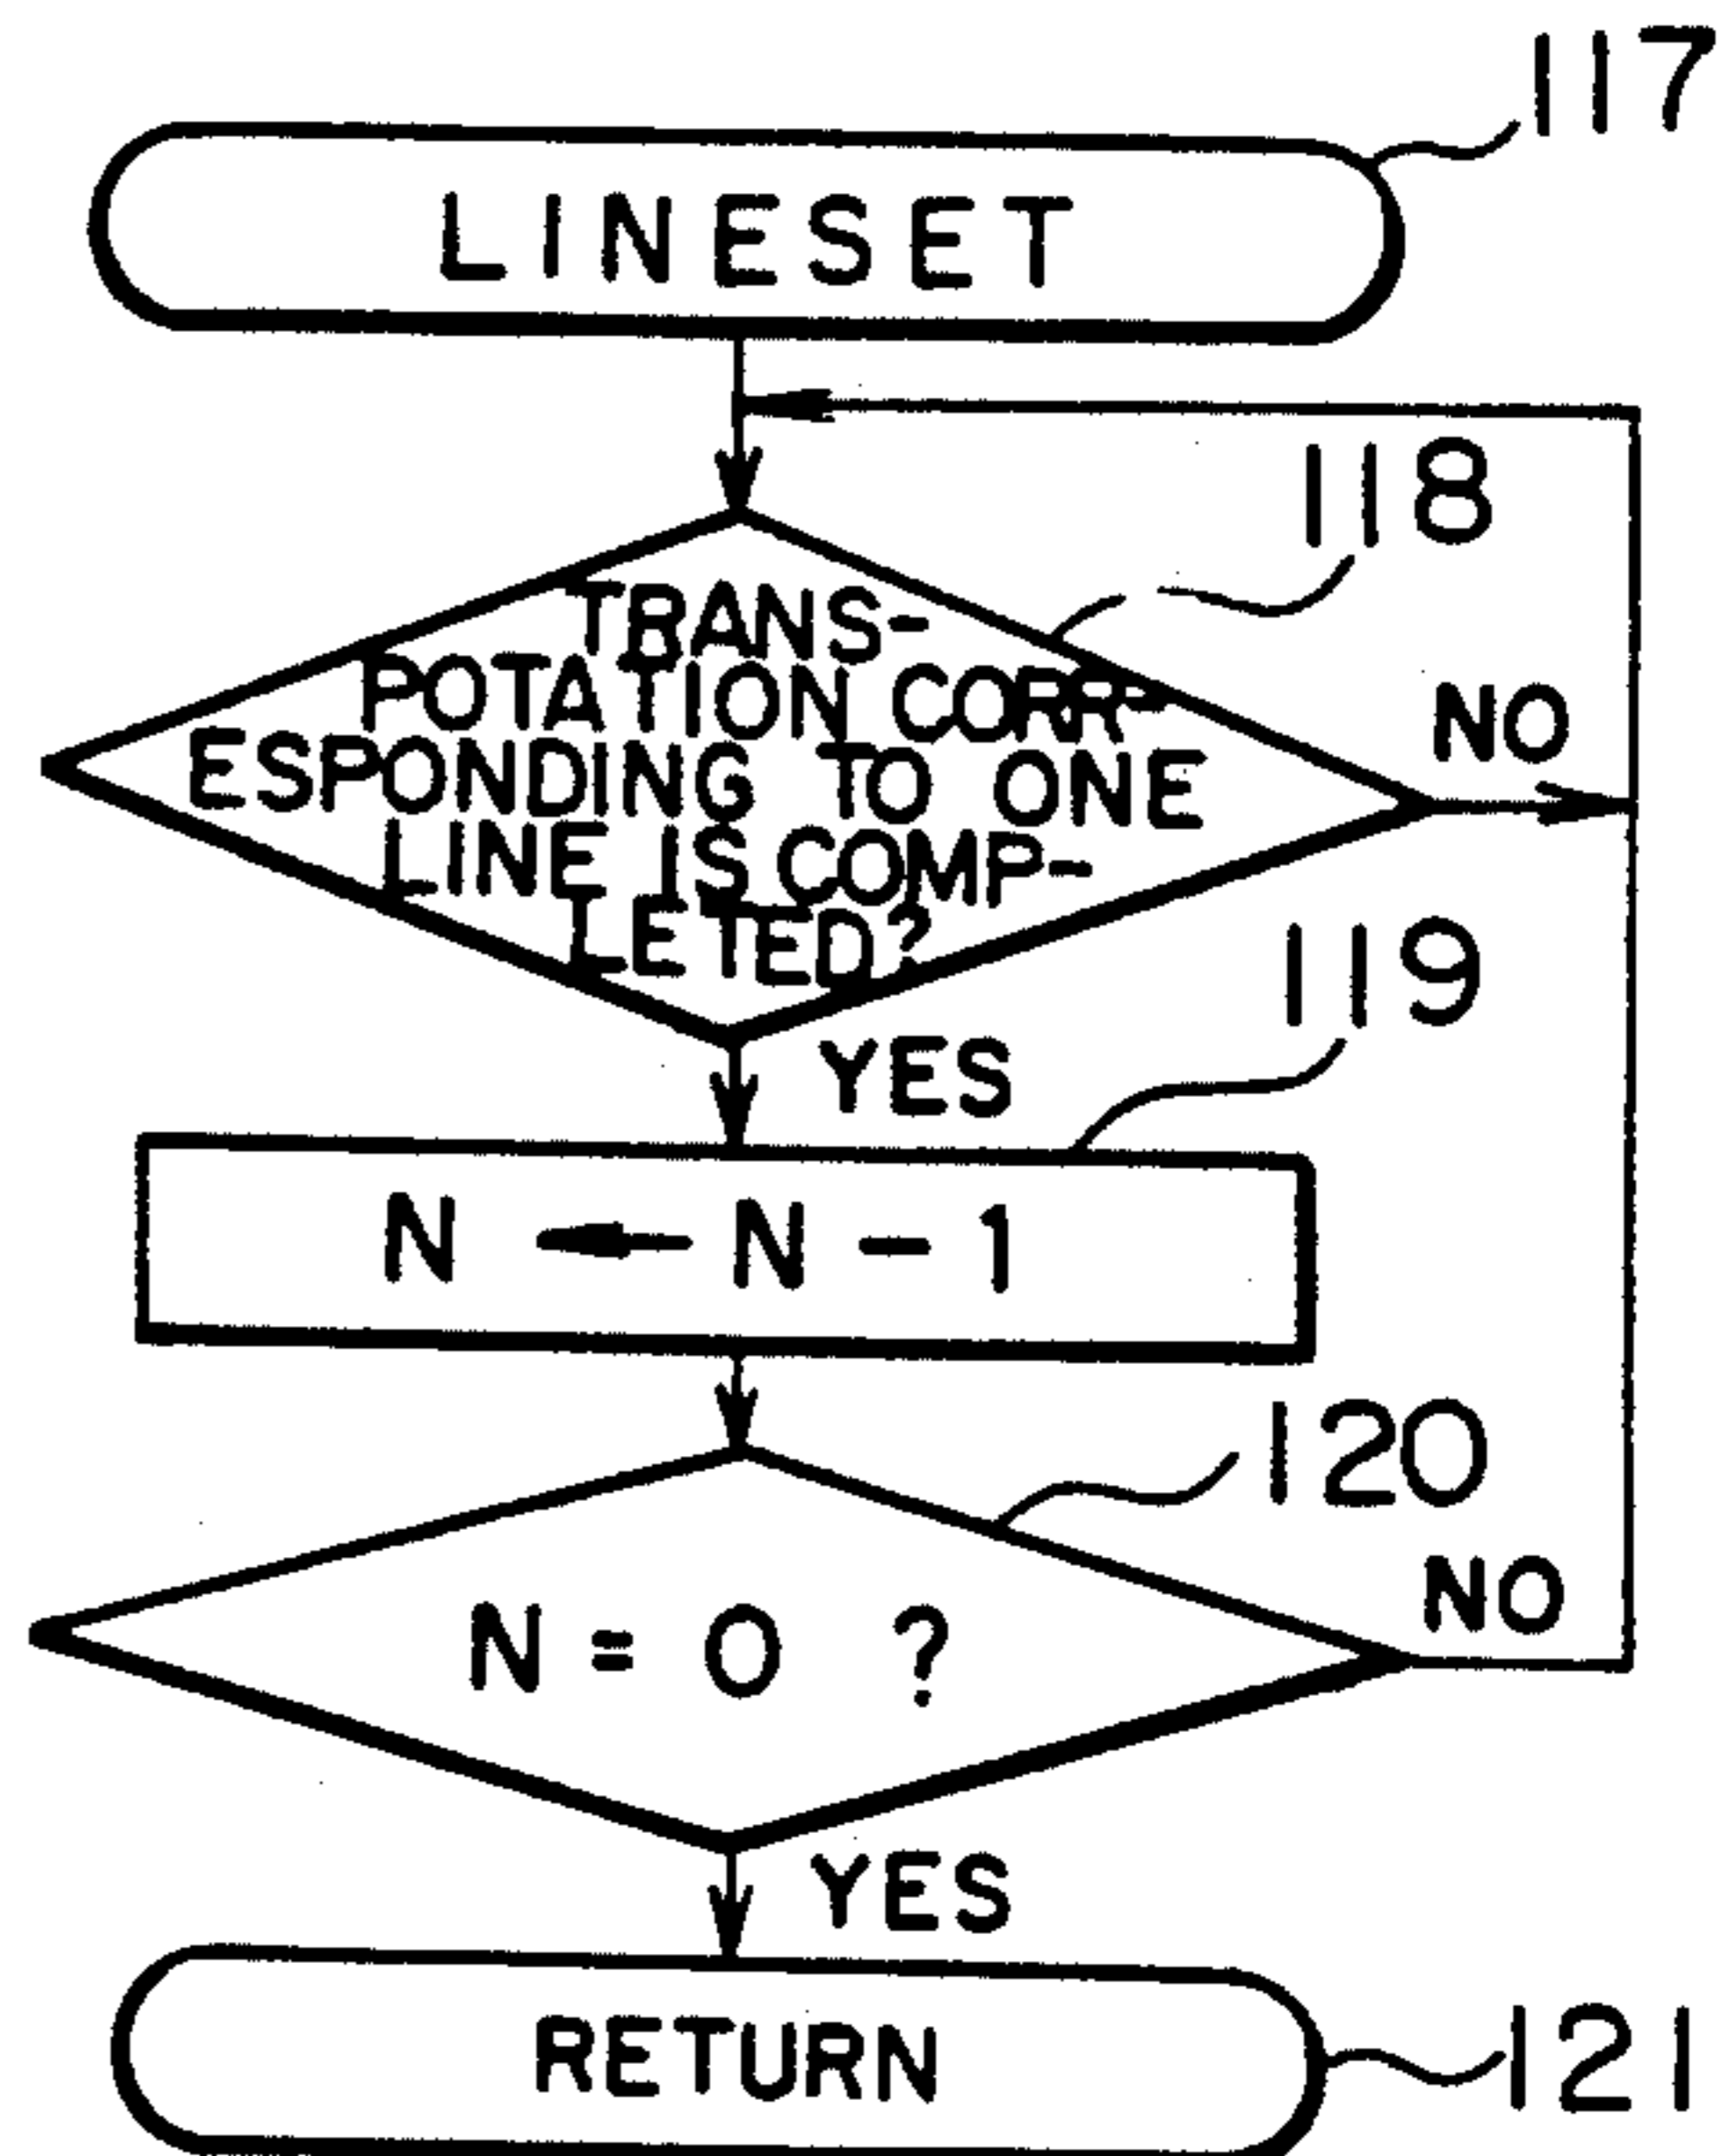 117
LINESET
118
TRANS-
POTATION CORR-
ESPONDING TO ONE
LINE IS COMP-
LETED?
NO
119
YES
N ← N - 1
120
N = 0 ?
NO
YES
RETURN
121